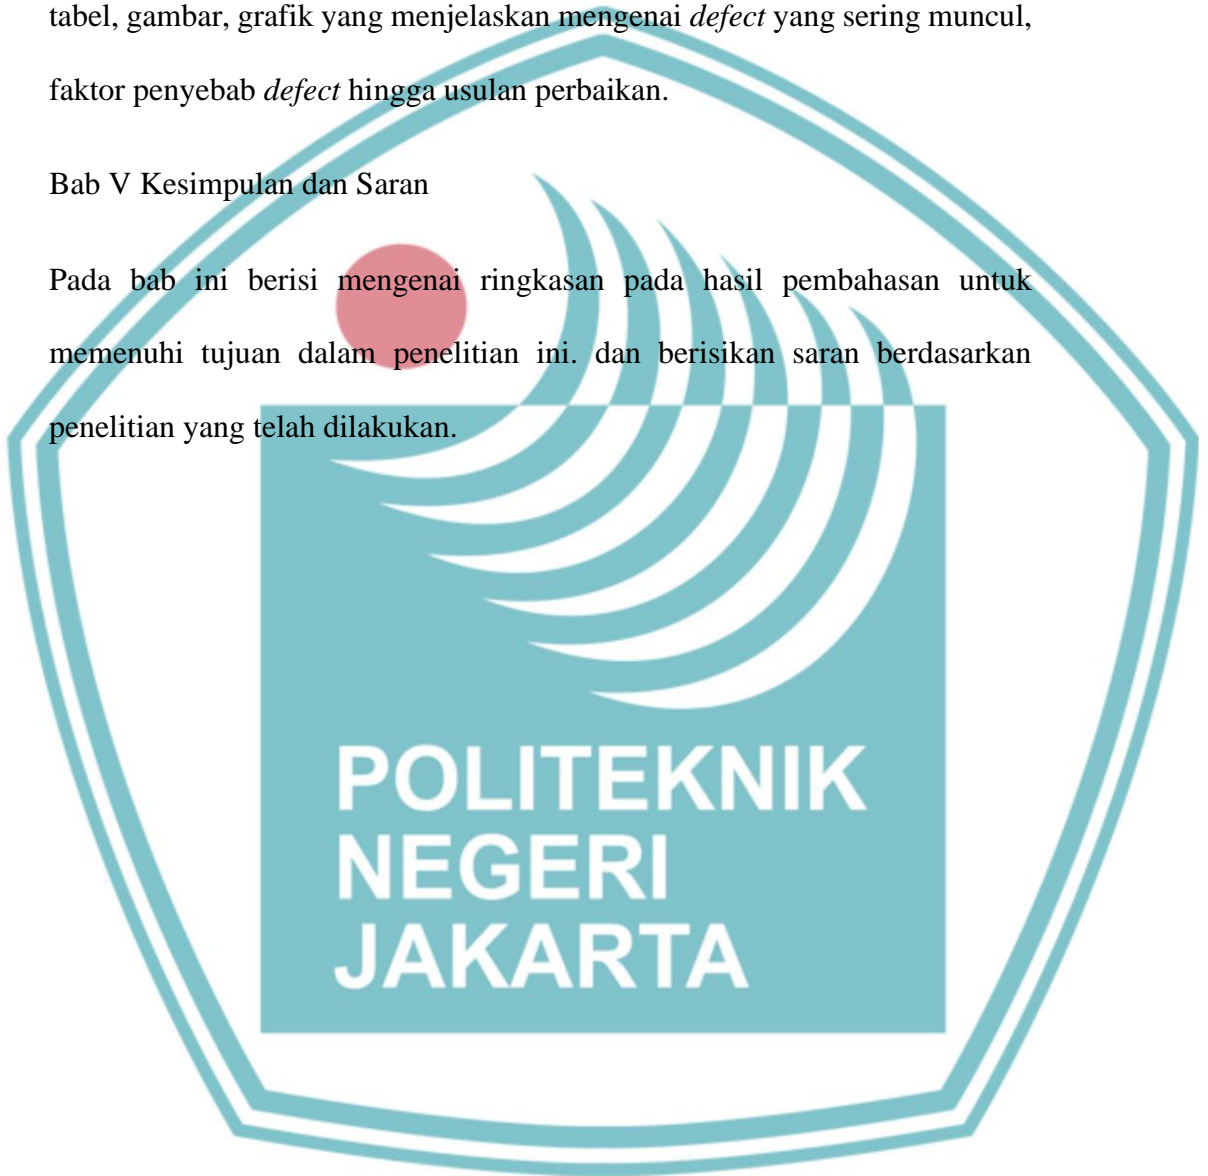 tabel, gambar, grafik yang menjelaskan mengenai defect yang sering muncul,
faktor penyebab defect hingga usulan perbaikan.
Bab V Kesimpulan dan Saran
Pada bab ini berisi mengenai ringkasan pada hasil pembahasan untuk
memenuhi tujuan dalam penelitian ini. dan berisikan saran berdasarkan
penelitian yang telah dilakukan.
POLITEKNIK
NEGERI
JAKARTA